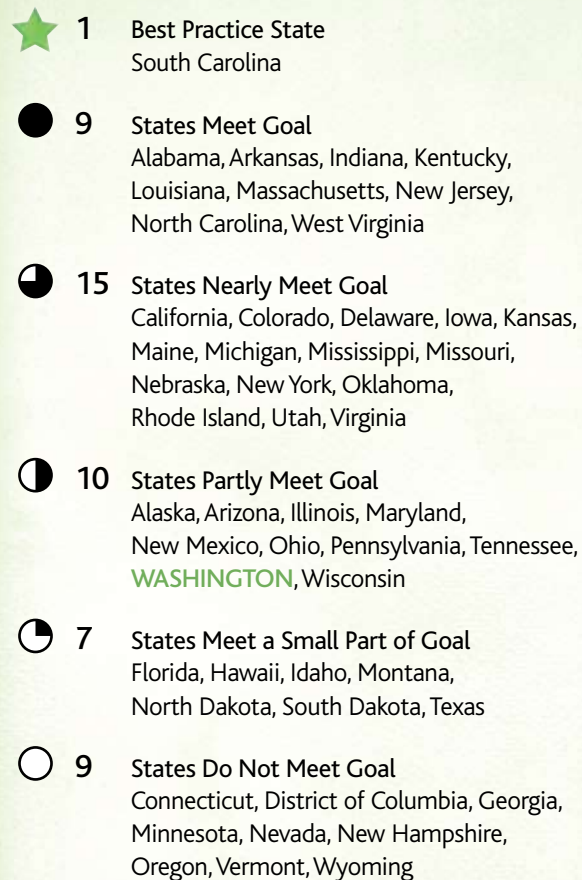 1 Best Practice State
South Carolina
9 States Meet Goal
Alabama, Arkansas, Indiana, Kentucky,
Louisiana, Massachusetts, New Jersey,
North Carolina, West Virginia
15 States Nearly Meet Goal
California, Colorado, Delaware, Iowa, Kansas,
Maine, Michigan, Mississippi, Missouri,
Nebraska, New York, Oklahoma,
Rhode Island, Utah, Virginia
10 States Partly Meet Goal
Alaska, Arizona, Illinois, Maryland,
New Mexico, Ohio, Pennsylvania, Tennessee,
WASHINGTON, Wisconsin
7 States Meet a Small Part of Goal
Florida, Hawaii, Idaho, Montana,
North Dakota, South Dakota, Texas
9 States Do Not Meet Goal
Connecticut, District of Columbia, Georgia,
Minnesota, Nevada, New Hampshire,
Oregon, Vermont, Wyoming